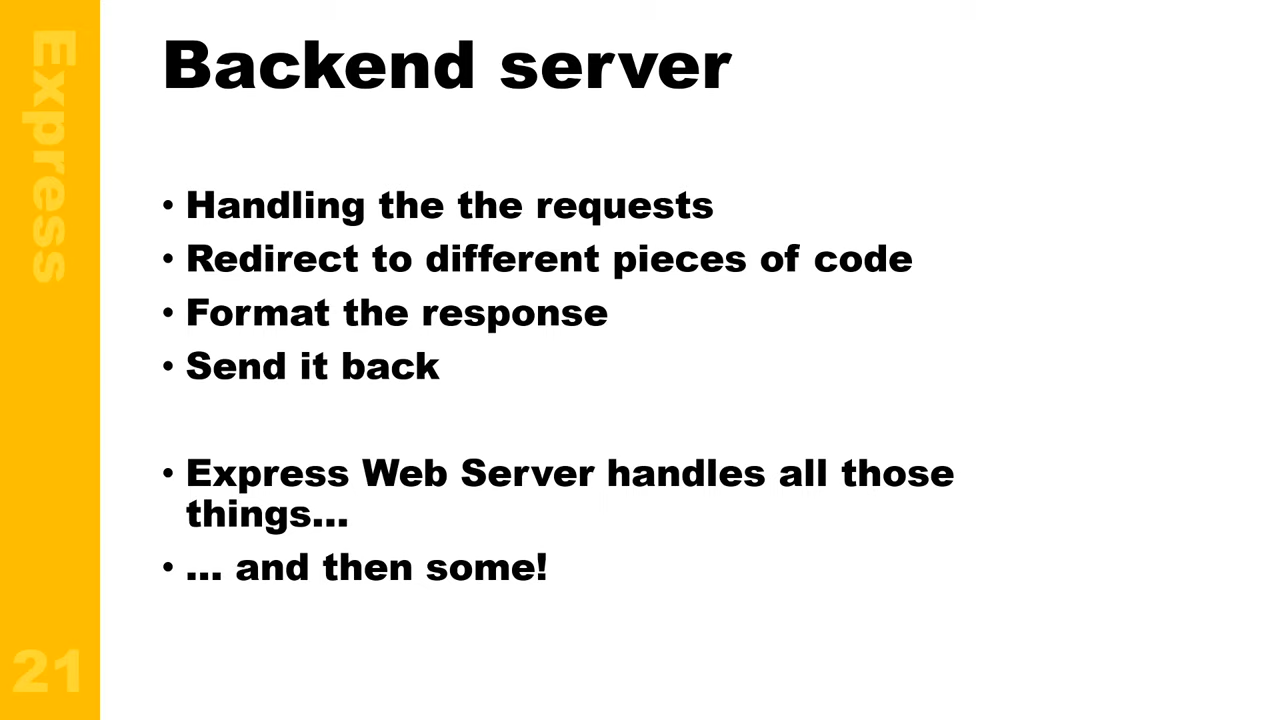 Express
Backend server
• Handling the the requests
• Redirect to different pieces of code
• Format the response
• Send it back
• Express Web Server handles all those
things…
• … and then some!
21